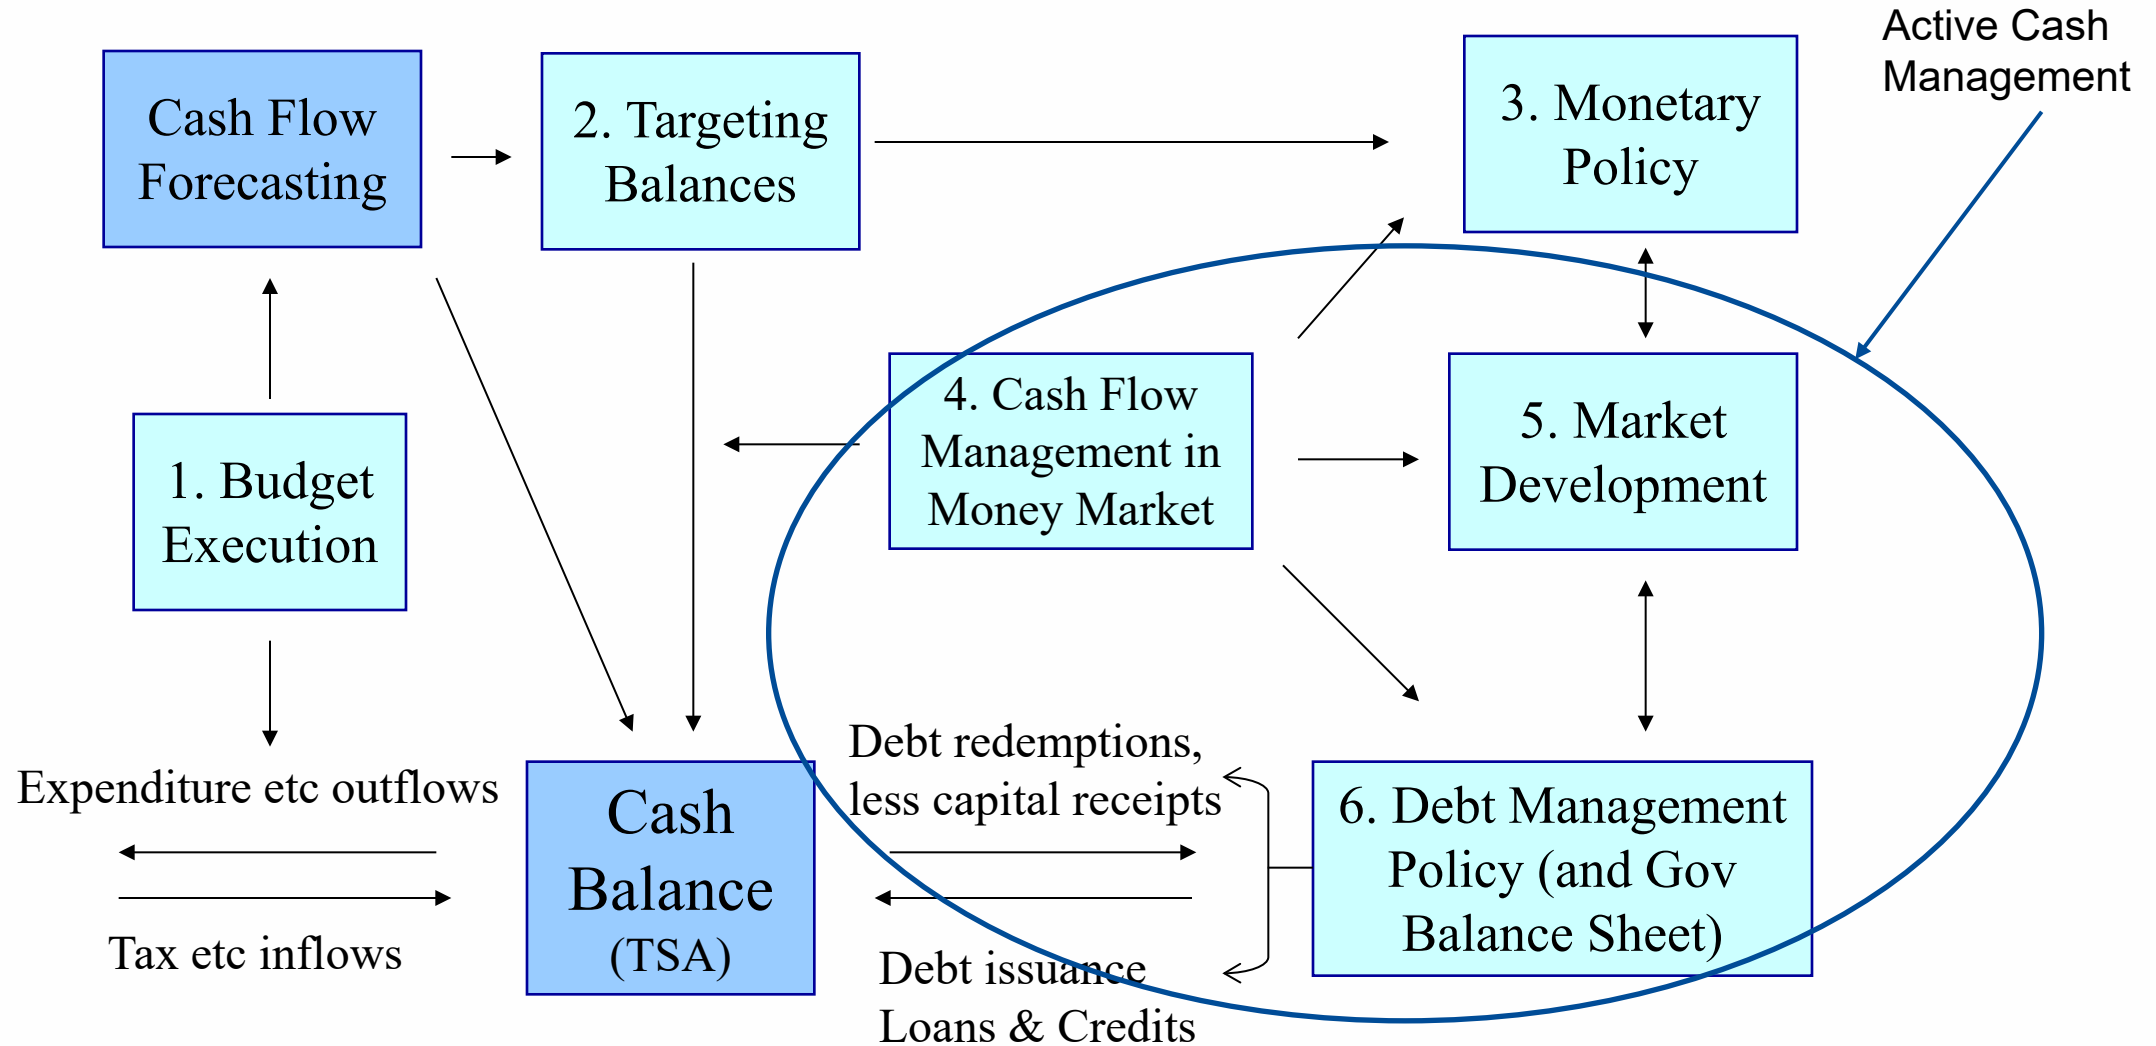 Active Cash
Management
Cash Flow
Forecasting
2. Targeting
Balances
3. Monetary
Policy
1. Budget
Execution
4. Cash Flow
Management in
Money Market
5. Market
Development
Expenditure etc outflows
Tax etc inflows
Cash
Balance
(TSA)
Debt redemptions,
less capital receipts
Debt issuance
Loans & Credits
6. Debt Management
Policy (and Gov
Balance Sheet)